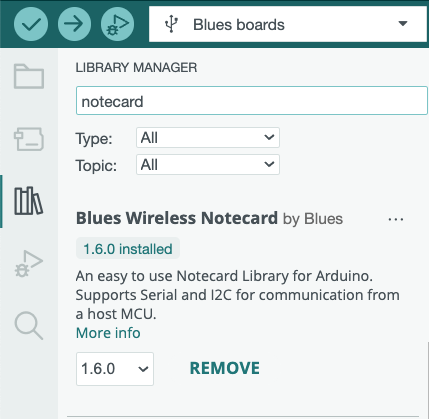 Blues boards
LIBRARY MANAGER
notecard
Type: All
Topic: All
Blues Wireless Notecard by Blues ...
1.6.0 installed
An easy to use Notecard Library for Arduino.
Supports Serial and I2C for communication from
a host MCU.
More info
1.6.0 REMOVE